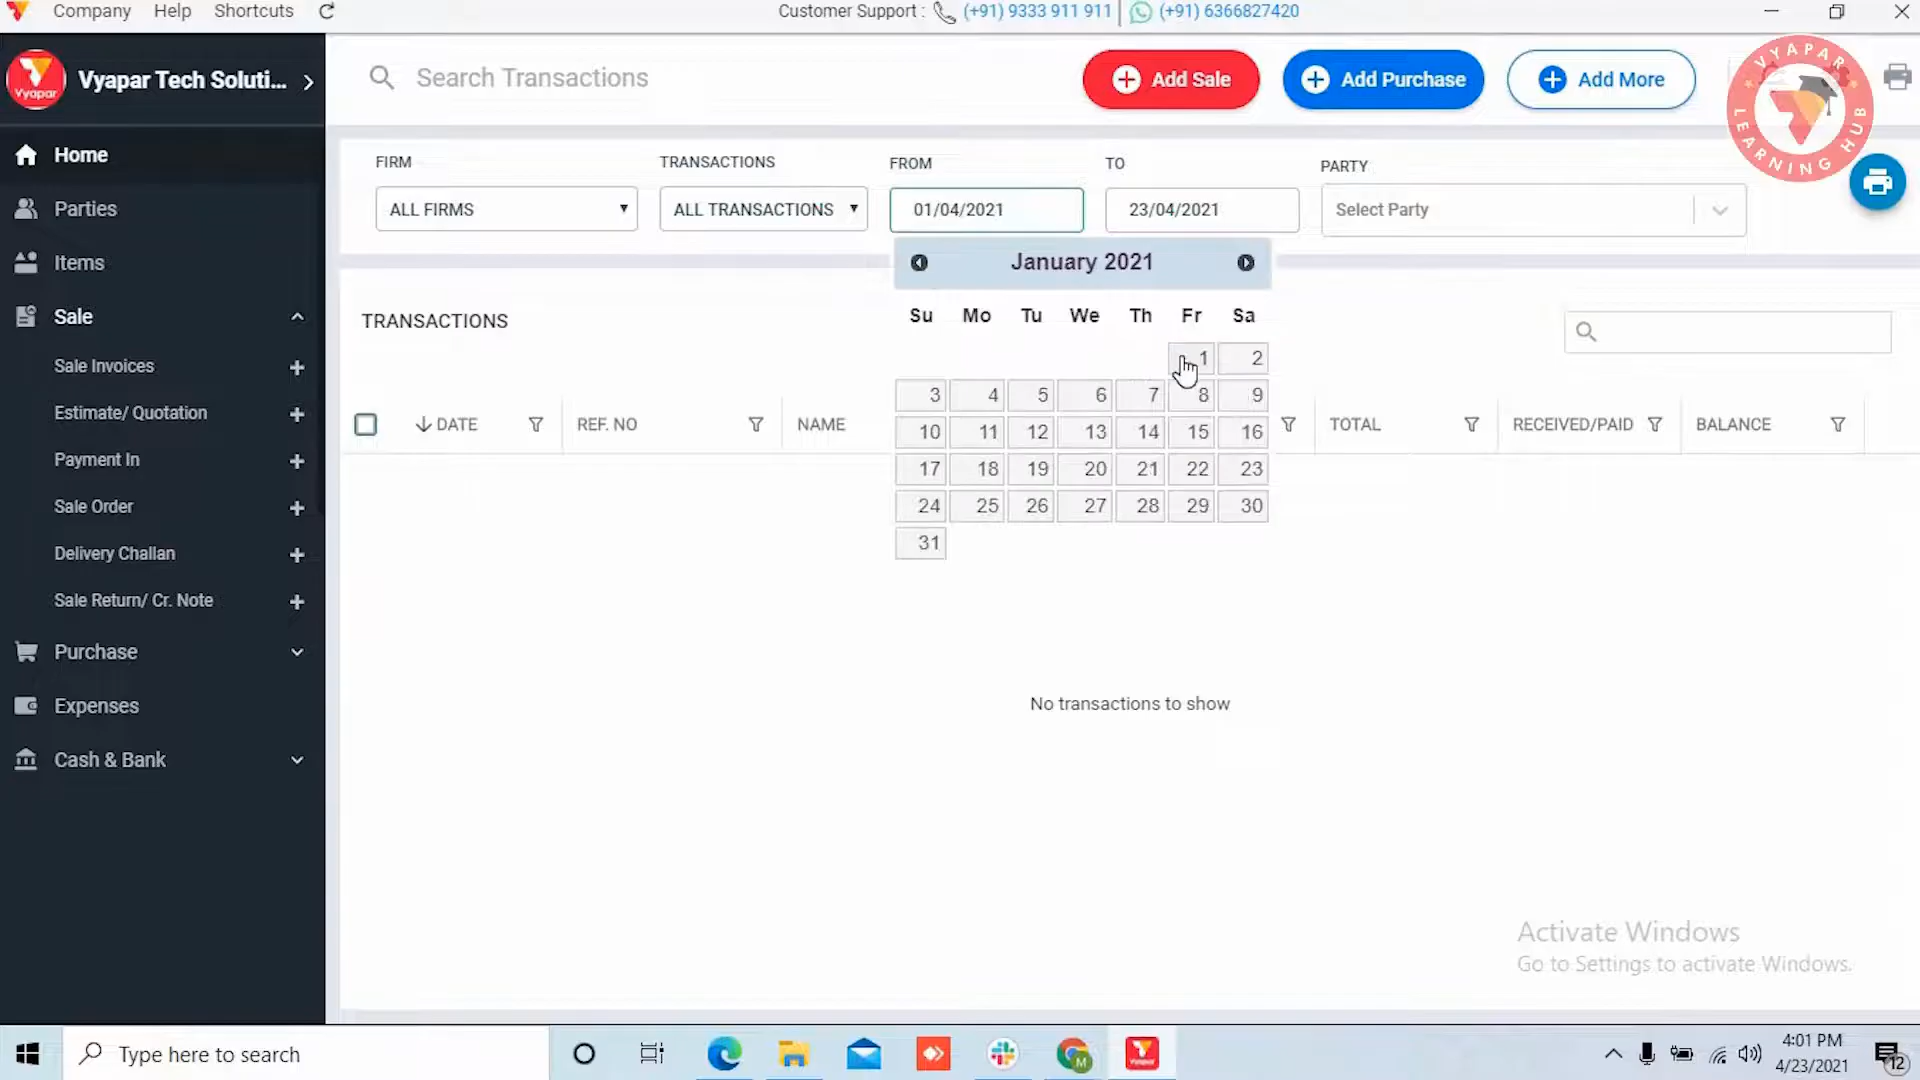 Company Help Shortcuts
Customer Support : (+91) 9333 911 911 (+91) 6366827420
Vyapar
Vyapar Tech Soluti...
Search Transactions
Add Sale
Add Purchase
Add More
VYAPAR
LEARNING HUB
Home
Parties
Items
Sale
Sale Invoices
Estimate/ Quotation
Payment In
Sale Order
Delivery Challan
Sale Return/ Cr. Note
Purchase
Expenses
Cash & Bank
FIRM TRANSACTIONS FROM TO PARTY
ALL FIRMS ALL TRANSACTIONS 01/04/2021 23/04/2021 Select Party
January 2021
Su Mo Tu We Th Fr Sa
1 2
3 4 5 6 7 8 9
10 11 12 13 14 15 16
17 18 19 20 21 22 23
24 25 26 27 28 29 30
31
TRANSACTIONS
DATE REF. NO NAME TOTAL RECEIVED/PAID BALANCE
No transactions to show
Activate Windows
Go to Settings to activate Windows.
Type here to search
M
Vyapar
4:01 PM
4/23/2021
12